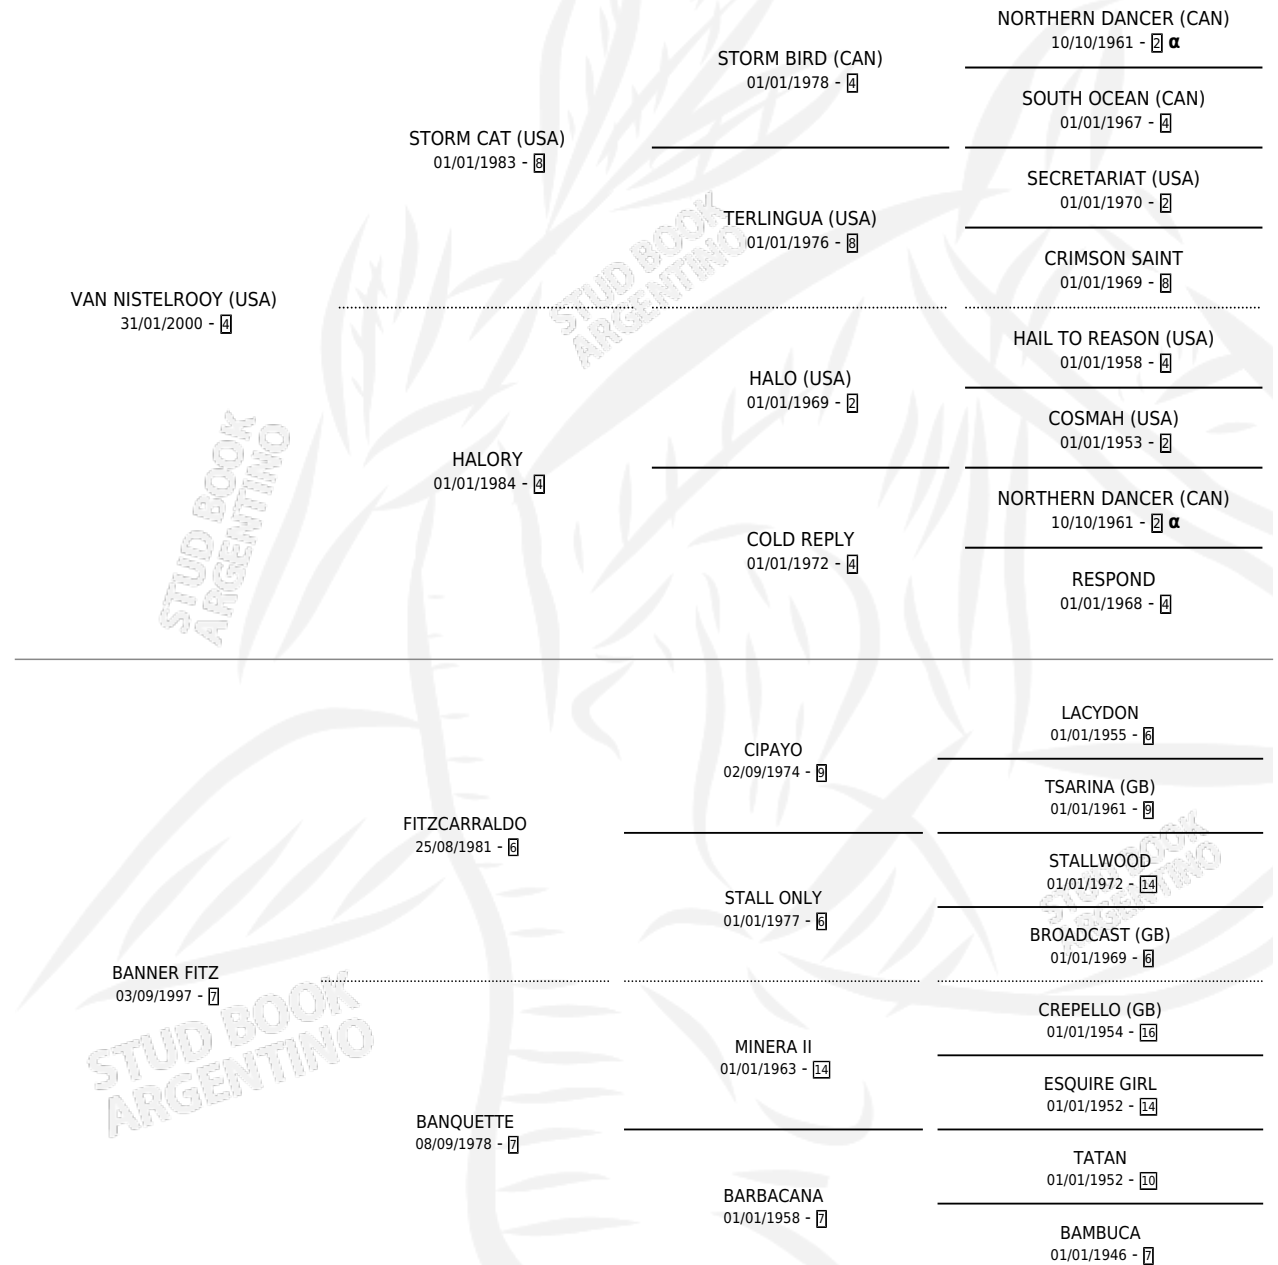 NORTHERN DANCER (CAN)
10/10/1961 - 2 α
STORM BIRD (CAN)
01/01/1978 - 4
SOUTH OCEAN (CAN)
01/01/1967 - 4
STORM CAT (USA)
01/01/1983 - 8
SECRETARIAT (USA)
01/01/1970 - 2
TERLINGUA (USA)
01/01/1976 - 8
CRIMSON SAINT
01/01/1969 - 8
STUD BOOK
ARGENTINO
VAN NISTELROOY (USA)
31/01/2000 - 4
HAIL TO REASON (USA)
01/01/1958 - 4
HALO (USA)
01/01/1969 - 2
COSMAH (USA)
01/01/1953 - 2
HALORY
01/01/1984 - 4
NORTHERN DANCER (CAN)
10/10/1961 - 2 α
COLD REPLY
01/01/1972 - 4
RESPOND
01/01/1968 - 4
STUD BOOK
ARGENTINO
LACYDON
01/01/1955 - 6
CIPAYO
02/09/1974 - 9
TSARINA (GB)
01/01/1961 - 9
FITZCARRALDO
25/08/1981 - 6
STALLWOOD
01/01/1972 - 14
STALL ONLY
01/01/1977 - 6
BROADCAST (GB)
01/01/1969 - 6
STUD BOOK
ARGENTINO
BANNER FITZ
03/09/1997 - 7
CREPELLO (GB)
01/01/1954 - 16
MINERA II
01/01/1963 - 14
ESQUIRE GIRL
01/01/1952 - 14
STUD BOOK
ARGENTINO
BANQUETTE
08/09/1978 - 7
TATAN
01/01/1952 - 10
BARBACANA
01/01/1958 - 7
BAMBUCA
01/01/1946 - 7